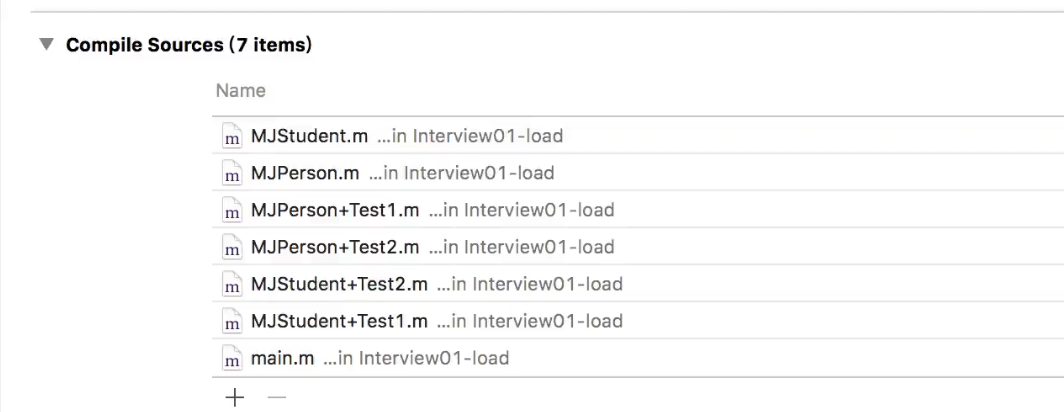 Compile Sources (7 items)
Name
m MJStudent.m ...in Interview01-load
m MJPerson.m ...in Interview01-load
m MJPerson+Test1.m ...in Interview01-load
m MJPerson+Test2.m ...in Interview01-load
m MJStudent+Test2.m ...in Interview01-load
m MJStudent+Test1.m ...in Interview01-load
m main.m ...in Interview01-load